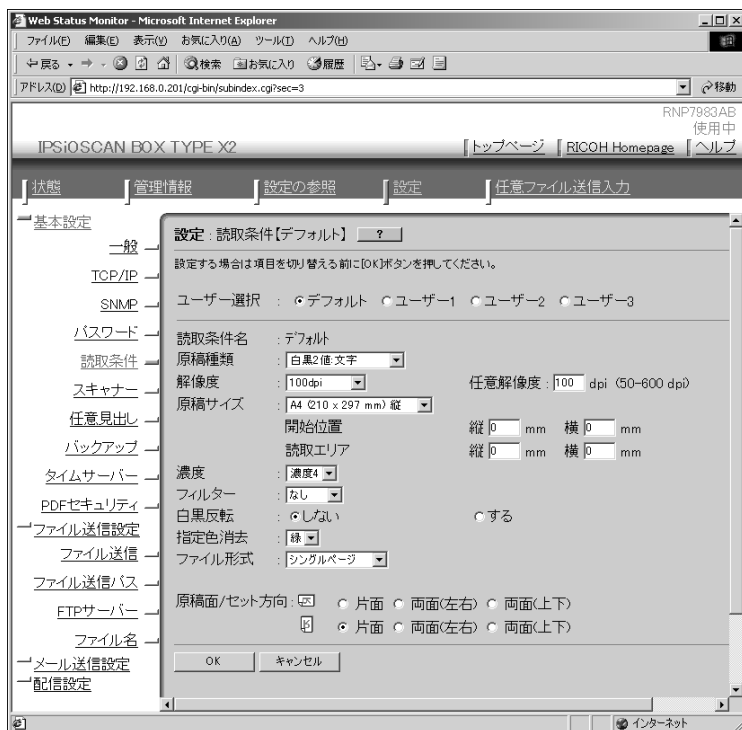 Web Status Monitor - Microsoft Internet Explorer
ファイル(F) 編集(E) 表示(V) お気に入り(A) ツール(T) ヘルプ(H)
戻る 検索 お気に入り 履歴
アドレス(D) http://192.168.0.201/cgi-bin/subindex.cgi?sec=3 移動
RNP7983AB
使用中
IPSiOSCAN BOX TYPE X2 トップページ RICOH Homepage ヘルプ
状態 管理情報 設定の参照 設定 任意ファイル送信入力
基本設定
一般
TCP/IP
SNMP
パスワード
読取条件
スキャナー
任意見出し
バックアップ
タイムサーバー
PDFセキュリティ
ファイル送信設定
ファイル送信
ファイル送信パス
FTPサーバー
ファイル名
メール送信設定
配信設定
設定 : 読取条件【デフォルト】 ?
設定する場合は項目を切り替える前に[OK]ボタンを押してください。
ユーザー選択 : デフォルト ユーザー1 ユーザー2 ユーザー3
読取条件名 : デフォルト
原稿種類 : 白黒2値:文字
解像度 : 100dpi 任意解像度 : 100 dpi (50-600 dpi)
原稿サイズ : A4 (210 x 297 mm) 縦
開始位置 縦 0 mm 横 0 mm
読取エリア 縦 0 mm 横 0 mm
濃度 : 濃度4
フィルター : なし
白黒反転 : しない する
指定色消去 : 緑
ファイル形式 : シングルページ
原稿面/セット方向 : 片面 両面(左右) 両面(上下)
片面 両面(左右) 両面(上下)
OK キャンセル
インターネット